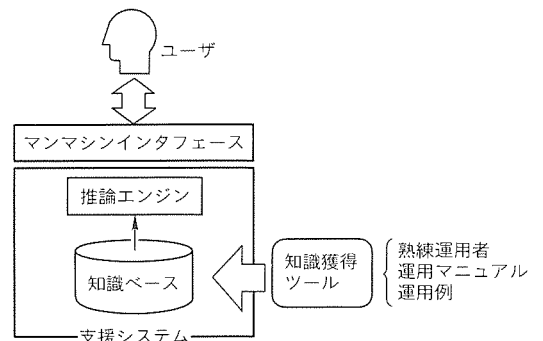 ユーザ
マンマシンインタフェース
推論エンジン
知識ベース
知識獲得
ツール
熟練運用者
運用マニュアル
運用例
支援システム